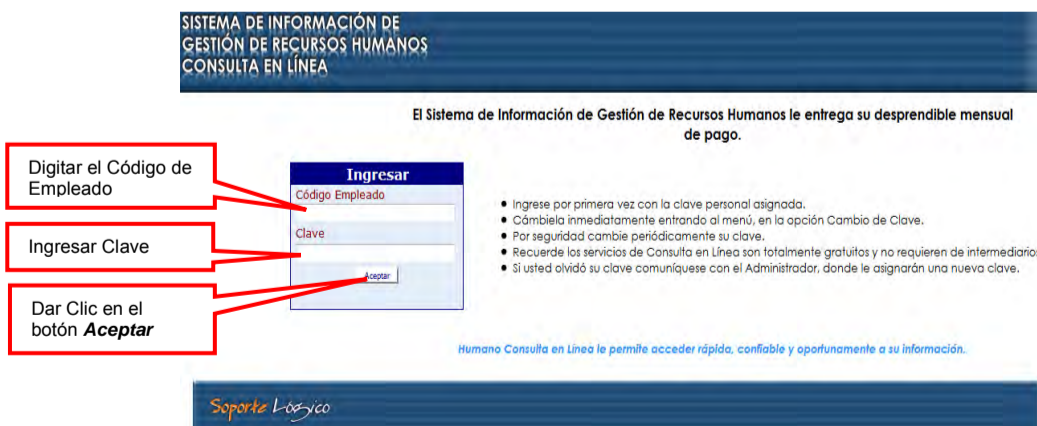 SISTEMA DE INFORMACIÓN DE
GESTIÓN DE RECURSOS HUMANOS
CONSULTA EN LÍNEA
El Sistema de Información de Gestión de Recursos Humanos le entrega su desprendible mensual
de pago.
Digitar el Código de
Empleado
Ingresar Clave
Dar Clic en el
botón Aceptar
Ingresar
Código Empleado
Clave
Aceptar
• Ingrese por primera vez con la clave personal asignada.
• Cámbiela inmediatamente entrando al menú, en la opción Cambio de Clave.
• Por seguridad cambie periódicamente su clave.
• Recuerde los servicios de Consulta en Línea son totalmente gratuitos y no requieren de intermediarios
• Si usted olvidó su clave comuníquese con el Administrador, donde le asignarán una nueva clave.
Humano Consulta en Línea le permite acceder rápida, confiable y oportunamente a su información.
Soporte Lógico